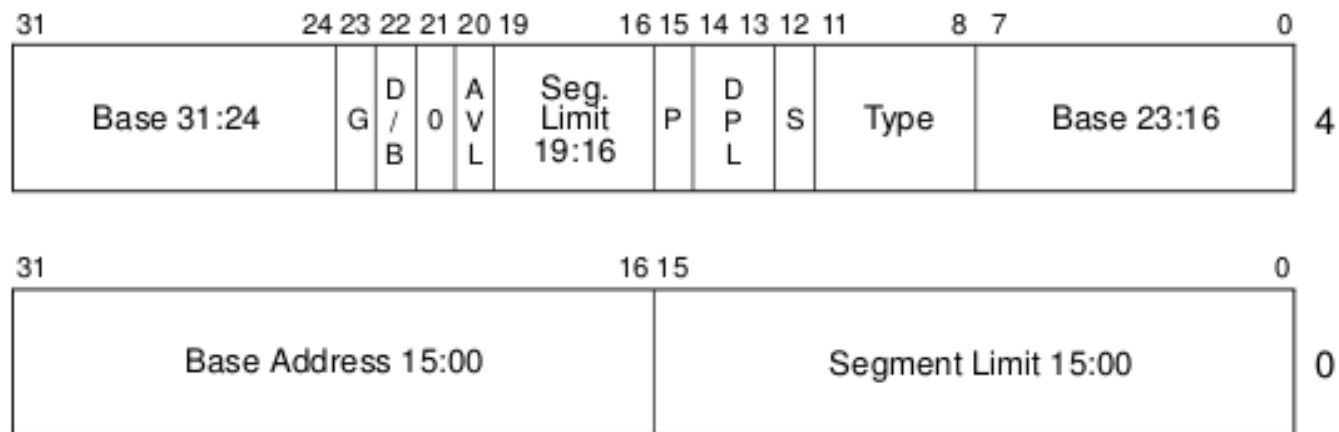 31 24 23 22 21 20 19 16 15 14 13 12 11 8 7 0
Base 31:24 G D/B 0 AVL Seg. Limit 19:16 P DPL S Type Base 23:16 4
31 16 15 0
Base Address 15:00 Segment Limit 15:00 0